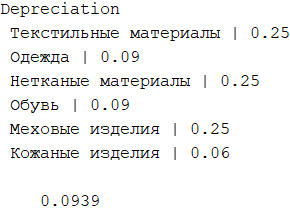 Depreciation
Текстильные материалы | 0.25
Одежда | 0.09
Нетканые материалы | 0.25
Обувь | 0.09
Меховые изделия | 0.25
Кожаные изделия | 0.06
0.0939